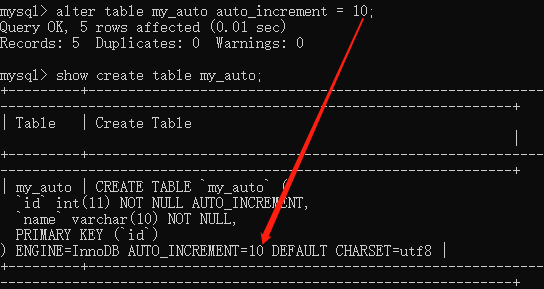 mysql> alter table my_auto auto_increment = 10;
Query OK, 5 rows affected (0.01 sec)
Records: 5  Duplicates: 0  Warnings: 0
mysql> show create table my_auto;
+---------+------------------------------------------------------
-----------------------------------------------------------------+
| Table   | Create Table
|
+---------+------------------------------------------------------
-----------------------------------------------------------------+
| my_auto | CREATE TABLE `my_auto` (
  `id` int(11) NOT NULL AUTO_INCREMENT,
  `name` varchar(10) NOT NULL,
  PRIMARY KEY (`id`)
) ENGINE=InnoDB AUTO_INCREMENT=10 DEFAULT CHARSET=utf8 |
+---------+------------------------------------------------------
-----------------------------------------------------------------+